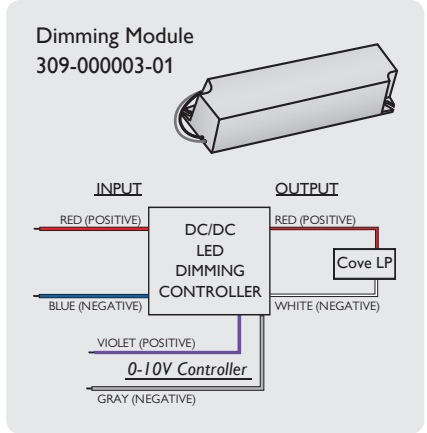 Dimming Module
309-000003-01
INPUT
OUTPUT
RED (POSITIVE)
RED (POSITIVE)
DC/DC
LED
DIMMING
CONTROLLER
Cove LP
BLUE (NEGATIVE)
WHITE (NEGATIVE)
VIOLET (POSITIVE)
0-10V Controller
GRAY (NEGATIVE)